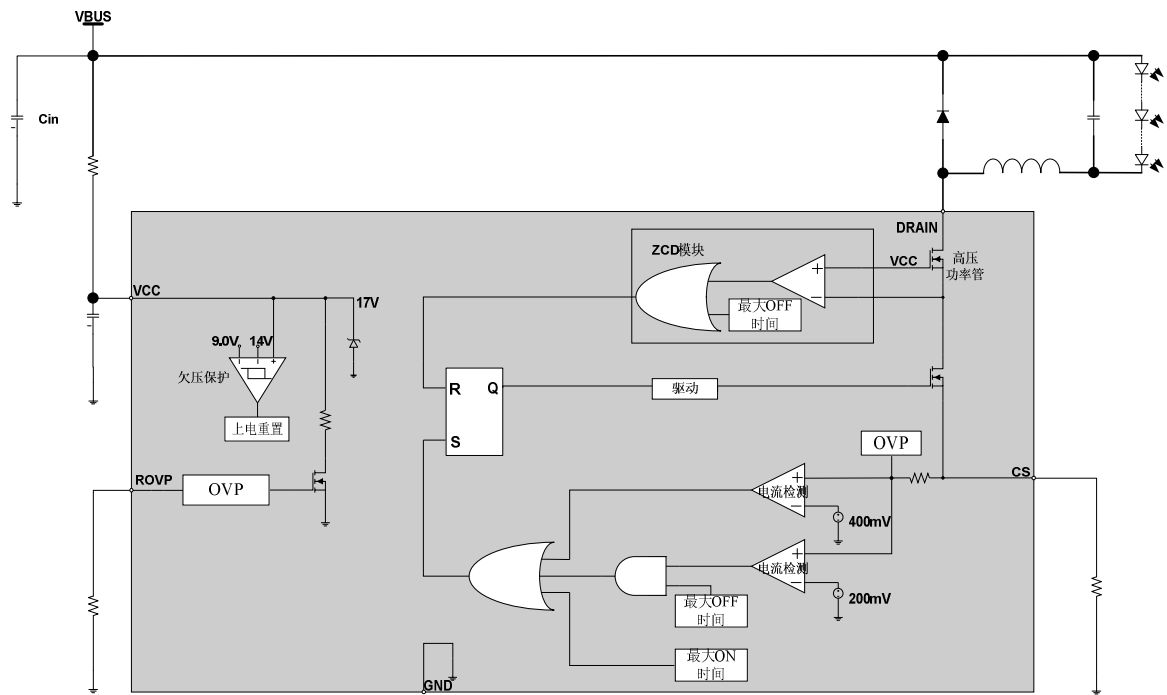 VBUS
Cin
DRAIN
ZCD模块
VCC
高压
功率管
最大OFF
时间
VCC
17V
9.0V
14V
欠压保护
上电重置
R
Q
S
驱动
ROVP
OVP
OVP
CS
电流检测
400mV
电流检测
200mV
最大OFF
时间
最大ON
时间
GND